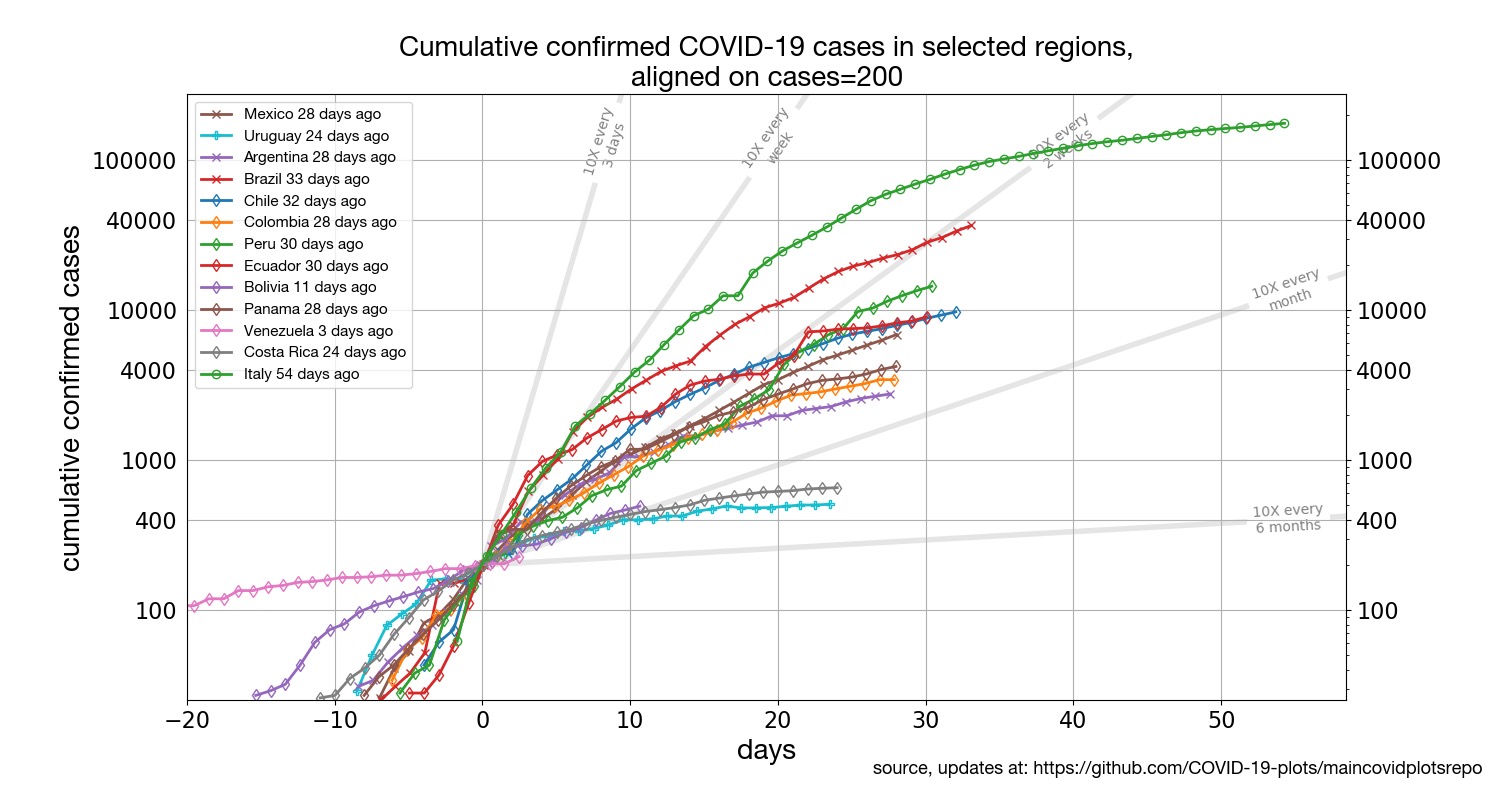 Cumulative confirmed COVID-19 cases in selected regions,
aligned on cases=200
Mexico 28 days ago
Uruguay 24 days ago
Argentina 28 days ago
Brazil 33 days ago
Chile 32 days ago
Colombia 28 days ago
Peru 30 days ago
Ecuador 30 days ago
Bolivia 11 days ago
Panama 28 days ago
Venezuela 3 days ago
Costa Rica 24 days ago
Italy 54 days ago
10X every
3 days
10X every
week
10X every
2 weeks
10X every
month
10X every
6 months
cumulative confirmed cases
100000
40000
10000
4000
1000
400
100
100000
40000
10000
4000
1000
400
100
−20
−10
0
10
20
30
40
50
days
source, updates at: https://github.com/COVID-19-plots/maincovidplotsrepo